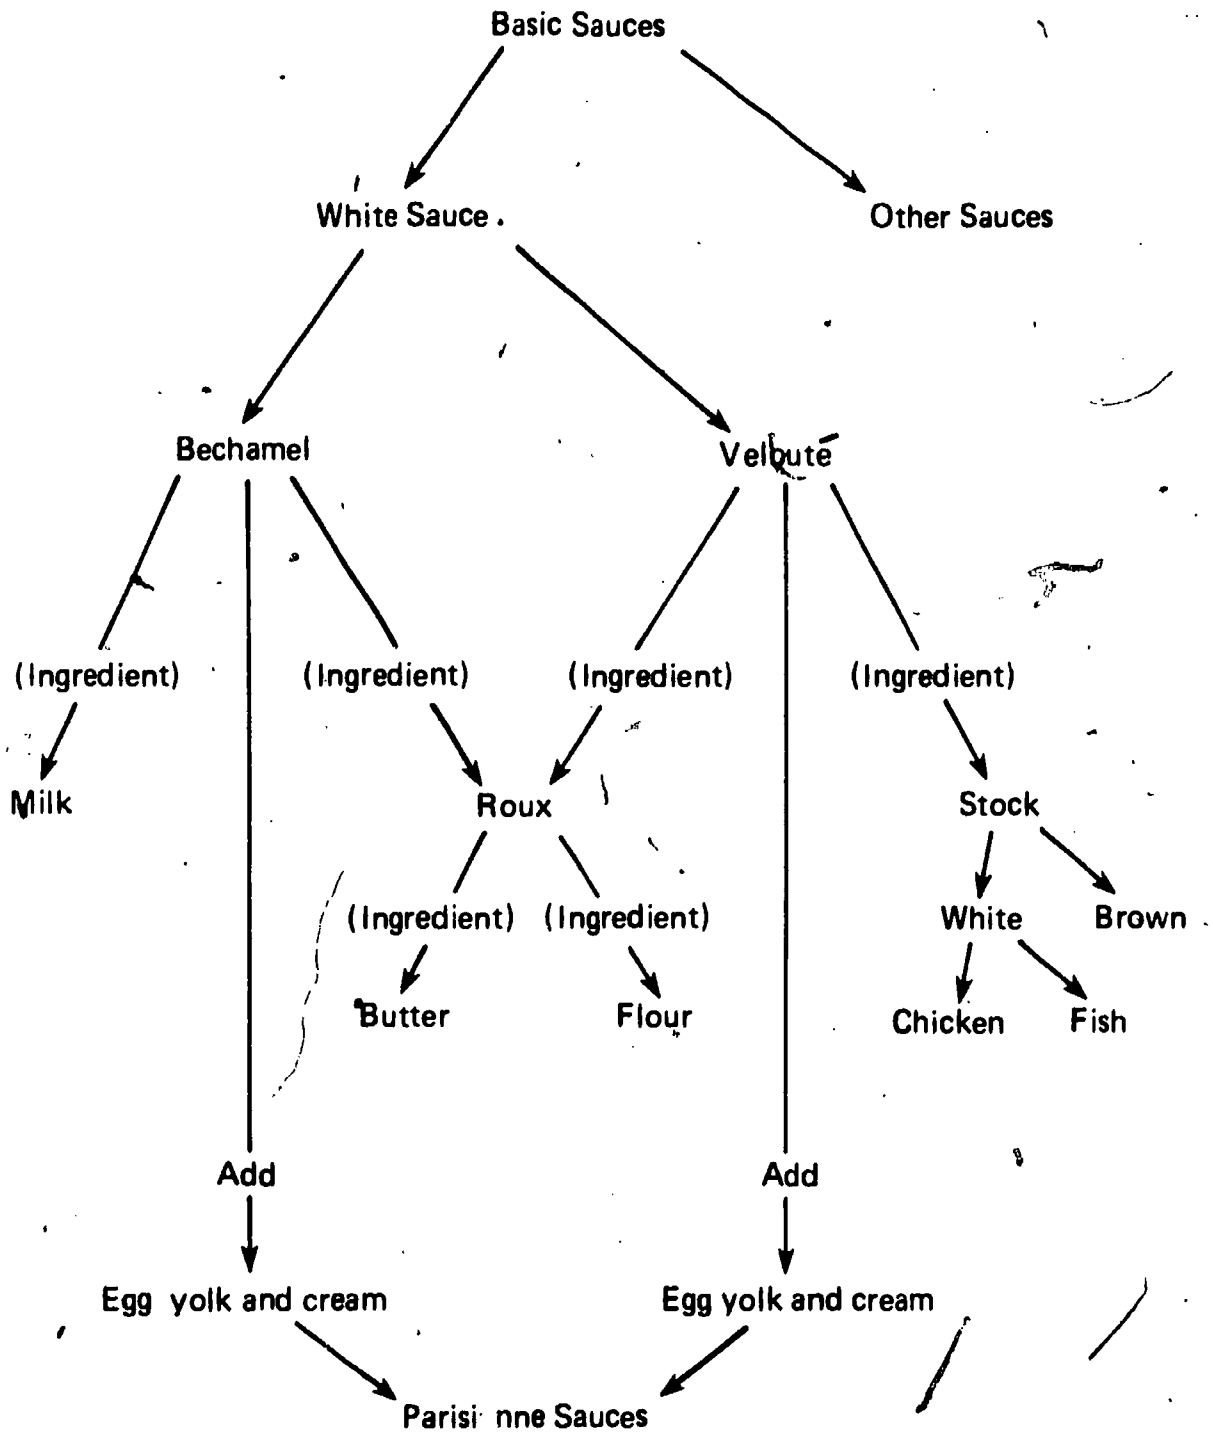 Basic Sauces
White Sauce.
Other Sauces
Bechamel
Velouté
(Ingredient) (Ingredient) (Ingredient) (Ingredient)
Milk
Roux
Stock
(Ingredient) (Ingredient)
White
Brown
Butter
Flour
Chicken
Fish
Add
Add
Egg yolk and cream
Egg yolk and cream
Parisi nne Sauces